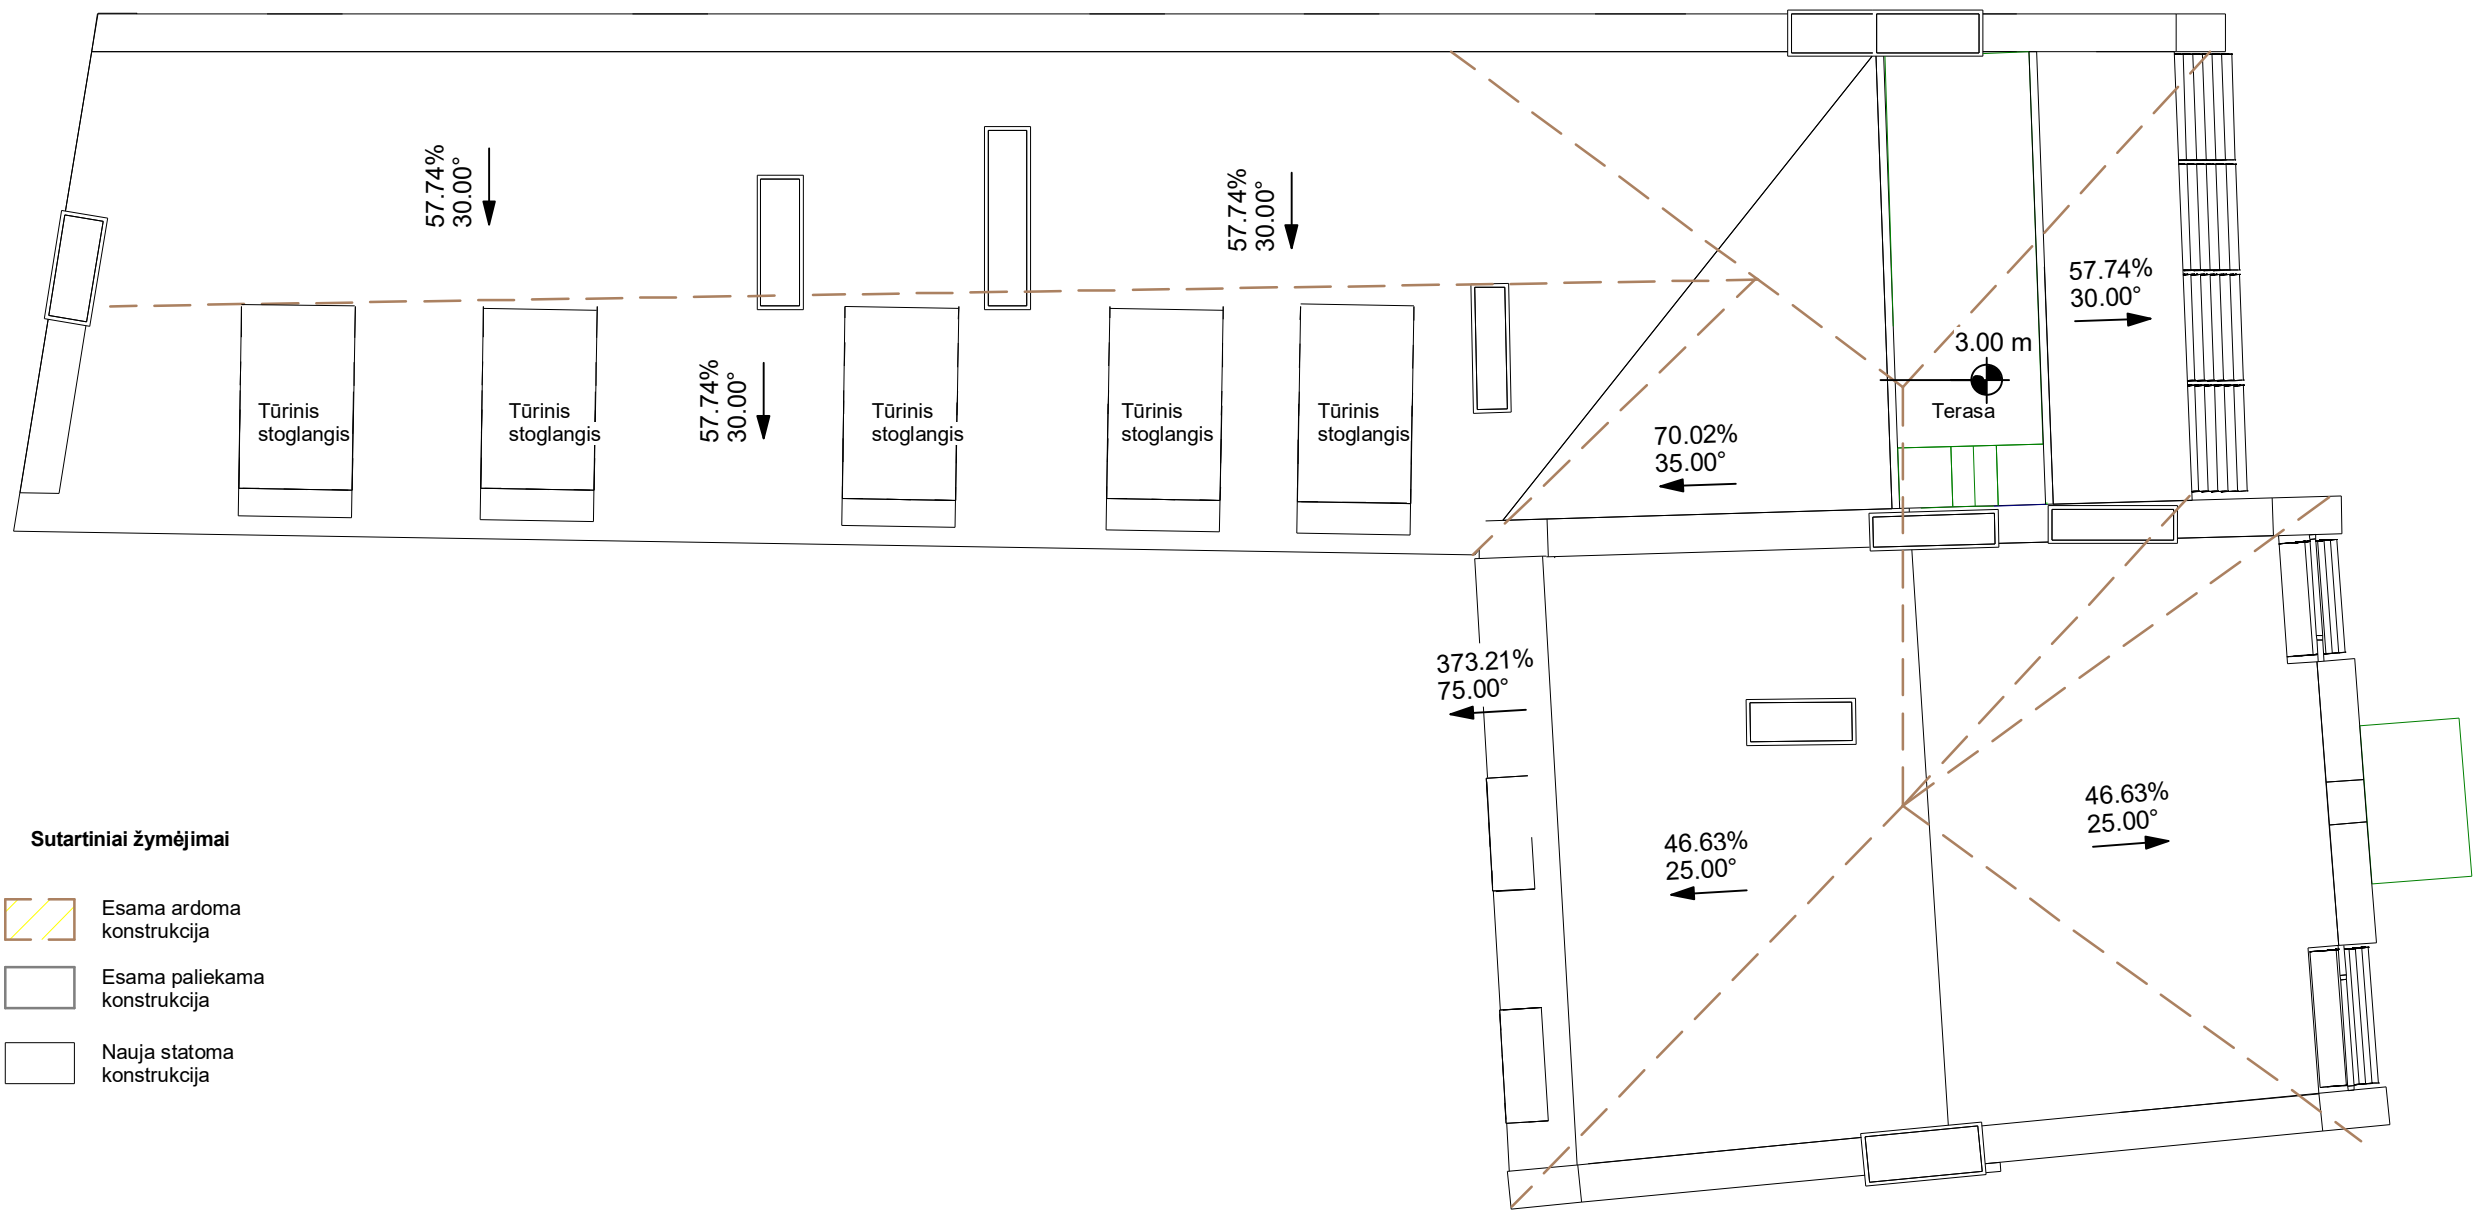 57.74%
30.00°
57.74%
30.00°
57.74%
30.00°
3.00 m
Terasa
Tūrinis
stoglangis
Tūrinis
stoglangis
57.74%
30.00°
Tūrinis
stoglangis
Tūrinis
stoglangis
Tūrinis
stoglangis
70.02%
35.00°
373.21%
75.00°
46.63%
25.00°
46.63%
25.00°
Sutartiniai žymėjimai
Esama ardoma
konstrukcija
Esama paliekama
konstrukcija
Nauja statoma
konstrukcija